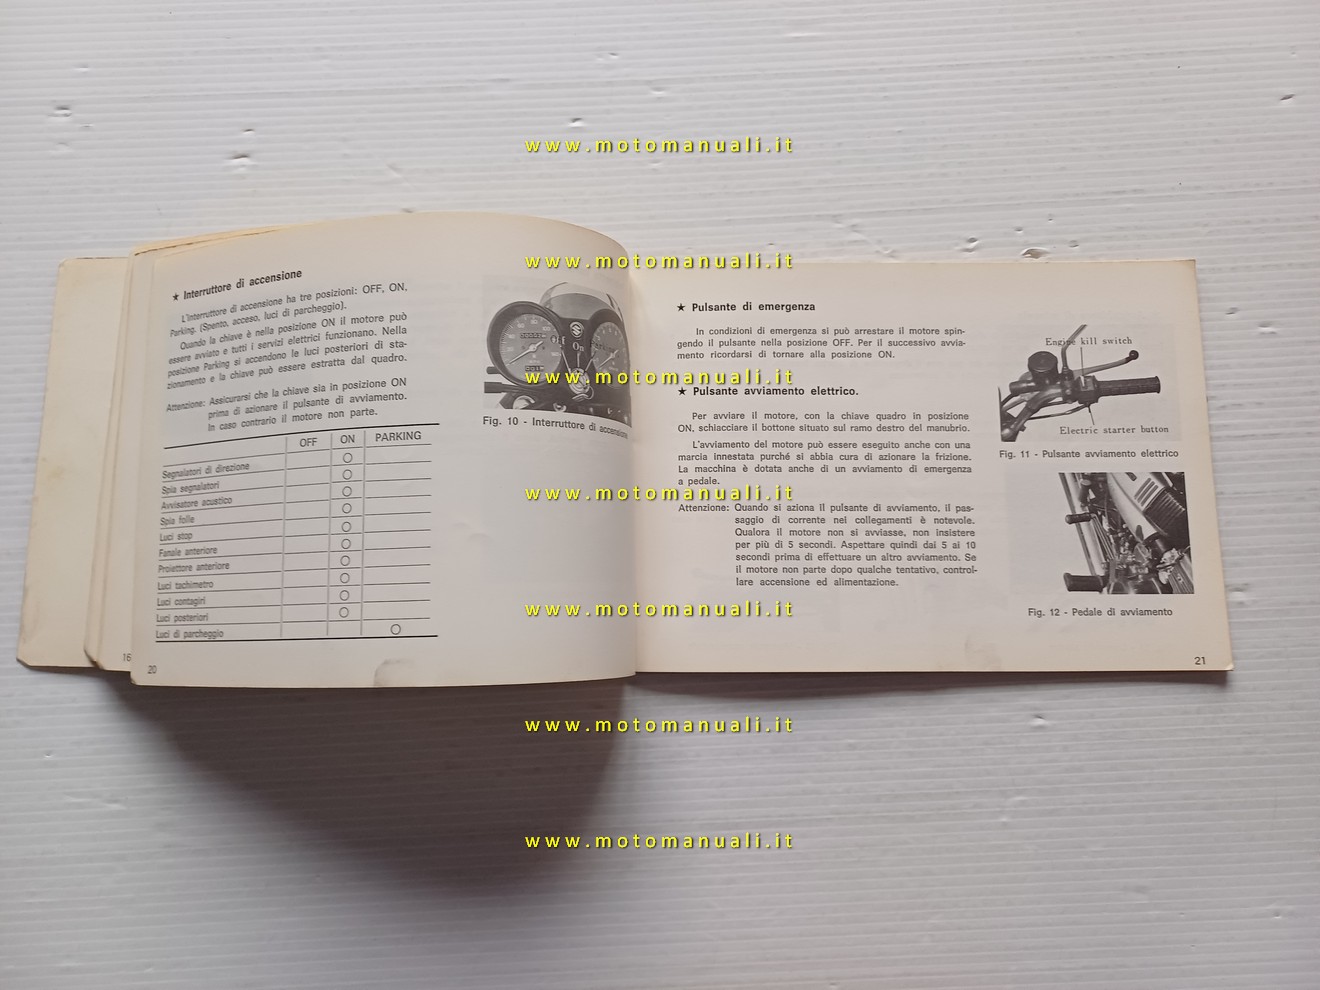 www.motomanuali.it
www.motomanuali.it
www.motomanuali.it
www.motomanuali.it
www.motomanuali.it
www.motomanuali.it
www.motomanuali.it
★ Interruttore di accensione
L'interruttore di accensione ha tre posizioni: OFF, ON,
Parking. (Spento, acceso, luci di parcheggio).
Quando la chiave è nella posizione ON il motore può
essere avviato e tutti i servizi elettrici funzionano. Nella
posizione Parking si accendono le luci posteriori di sta-
zionamento e la chiave può essere estratta dal quadro.
Attenzione: Assicurarsi che la chiave sia in posizione ON
prima di azionare il pulsante di avviamento.
In caso contrario il motore non parte.
OFF ON PARKING
Segnalatori di direzione
Spia segnalatori
Avvisatore acustico
Spia folle
Luci stop
Fanale anteriore
Proiettore anteriore
Luci tachimetro
Luci contagiri
Luci posteriori
Luci di parcheggio
Off
On
Fig. 10 - Interruttore di accensione
16
20
★ Pulsante di emergenza
In condizioni di emergenza si può arrestare il motore spin-
gendo il pulsante nella posizione OFF. Per il successivo avvia-
mento ricordarsi di tornare alla posizione ON.
★ Pulsante avviamento elettrico.
Per avviare il motore, con la chiave quadro in posizione
ON, schiacciare il bottone situato sul ramo destro del manubrio.
L'avviamento del motore può essere eseguito anche con una
marcia innestata purché si abbia cura di azionare la frizione.
La macchina è dotata anche di un avviamento di emergenza
a pedale.
Attenzione: Quando si aziona il pulsante di avviamento, il pas-
saggio di corrente nei collegamenti è notevole.
Qualora il motore non si avviasse, non insistere
per più di 5 secondi. Aspettare quindi dai 5 ai 10
secondi prima di effettuare un altro avviamento. Se
il motore non parte dopo qualche tentativo, control-
lare accensione ed alimentazione.
Engine kill switch
Electric starter button
Fig. 11 - Pulsante avviamento elettrico
Fig. 12 - Pedale di avviamento
21